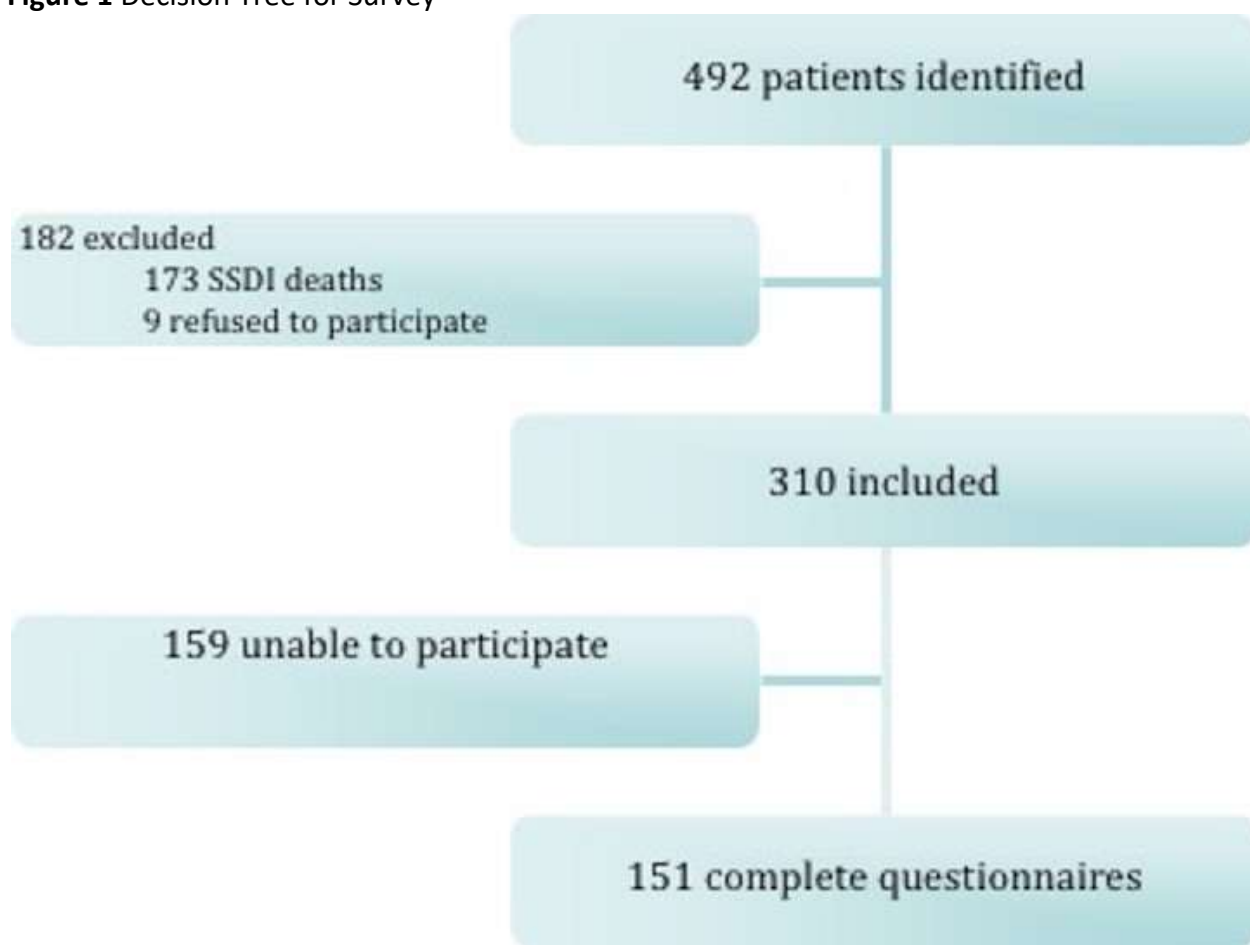 Figure 1 Decision Tree for Survey
492 patients identified
182 excluded
173 SSDI deaths
9 refused to participate
310 included
159 unable to participate
151 complete questionnaires